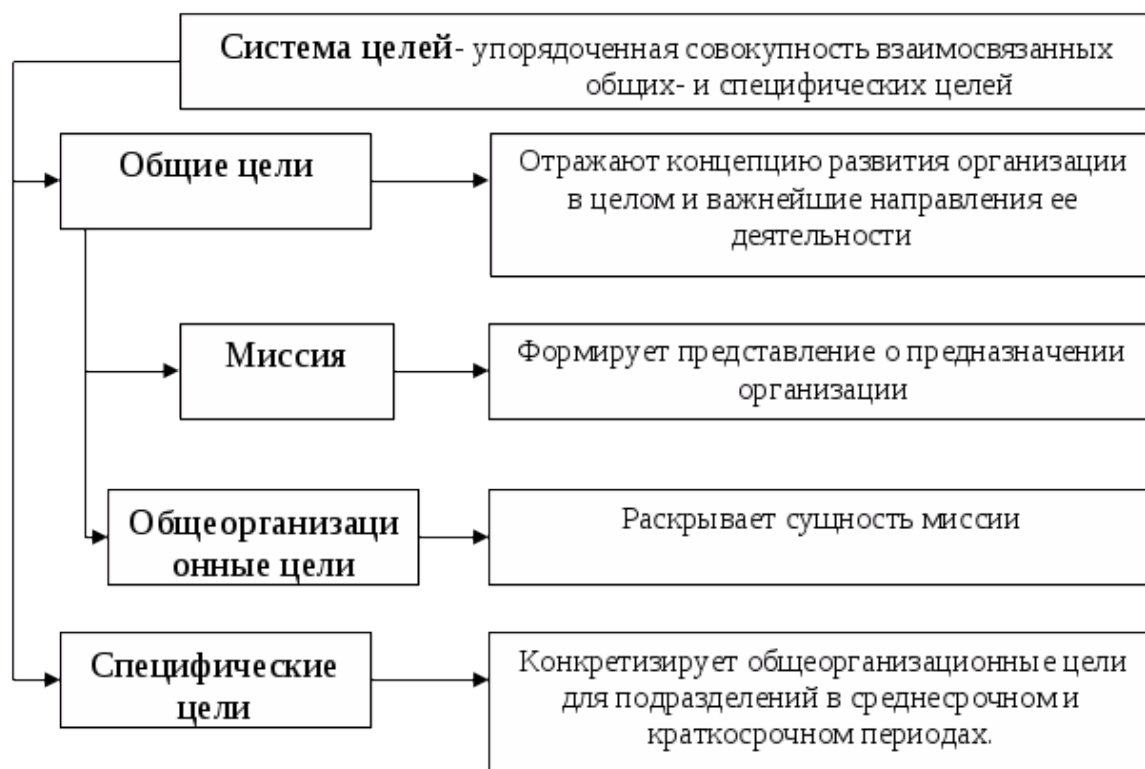 Система целей- упорядоченная совокупность взаимосвязанных
общих- и специфических целей
Общие цели
Отражают концепцию развития организации
в целом и важнейшие направления ее
деятельности
Миссия
Формирует представление о предназначении
организации
Общеорганизаци
онные цели
Раскрывает сущность миссии
Специфические
цели
Конкретизирует общеорганизационные цели
для подразделений в среднесрочном и
краткосрочном периодах.